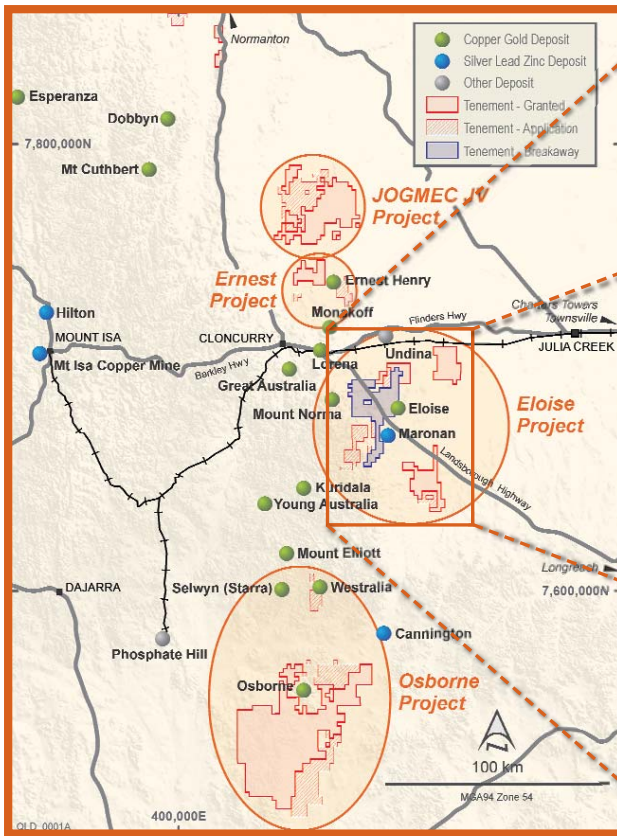 Normanton
Copper Gold Deposit
Silver Lead Zinc Deposit
Other Deposit
Tenement - Granted
Tenement - Application
Tenement - Breakaway
Esperanza
Dobbyn
7,800,000N
Mt Cuthbert
JOGMEC JV
Project
Ernest
Project
Ernest Henry
Hilton
Monakoff
Flinders Hwy
Charters Towers
Townsville
MOUNT ISA
CLONCURRY
JULIA CREEK
Mt Isa Copper Mine
Barkley Hwy
Lorena
Undina
Great Australia
Mount Norma
Eloise
Eloise
Project
Maronan
Landsborough Highway
Kuridala
Young Australia
Mount Elliott
Longreach
DAJARRA
Selwyn (Starra)
Westralia
7,600,000N
Phosphate Hill
Cannington
Osborne
Osborne
Project
N
100 km
MGA94 Zone 54
QLD_0001A
400,000E